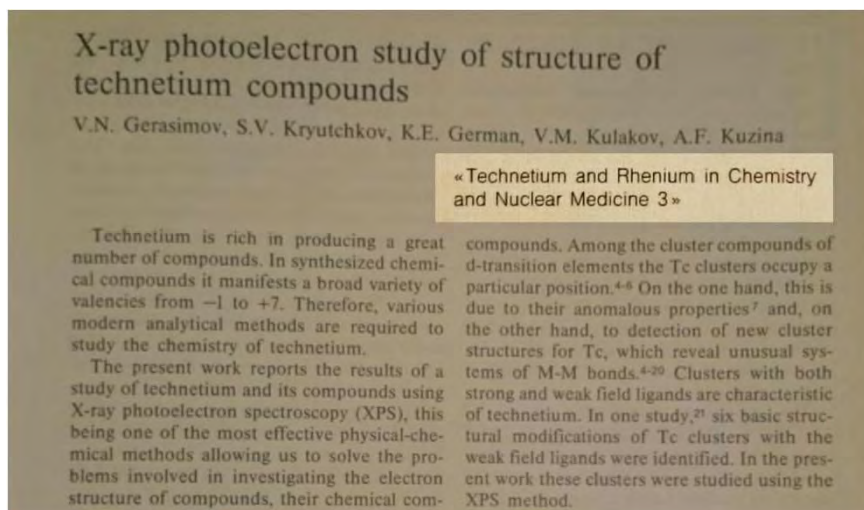 X-ray photoelectron study of structure of
technetium compounds
V.N. Gerasimov, S.V. Kryutchkov, K.E. German, V.M. Kulakov, A.F. Kuzina
«Technetium and Rhenium in Chemistry
and Nuclear Medicine 3»
Technetium is rich in producing a great
number of compounds. In synthesized chemi-
cal compounds it manifests a broad variety of
valencies from —1 to +7. Therefore, various
modern analytical methods are required to
study the chemistry of technetium.
The present work reports the results of a
study of technetium and its compounds using
X-ray photoelectron spectroscopy (XPS), this
being one of the most effective physical-che-
mical methods allowing us to solve the pro-
blems involved in investigating the electron
structure of compounds, their chemical com-
compounds. Among the cluster compounds of
d-transition elements the Tc clusters occupy a
particular position.⁴⁻⁶ On the one hand, this is
due to their anomalous properties⁷ and, on
the other hand, to detection of new cluster
structures for Tc, which reveal unusual sys-
tems of M-M bonds.⁴⁻²⁰ Clusters with both
strong and weak field ligands are characteristic
of technetium. In one study,²¹ six basic struc-
tural modifications of Tc clusters with the
weak field ligands were identified. In the pres-
ent work these clusters were studied using the
XPS method.